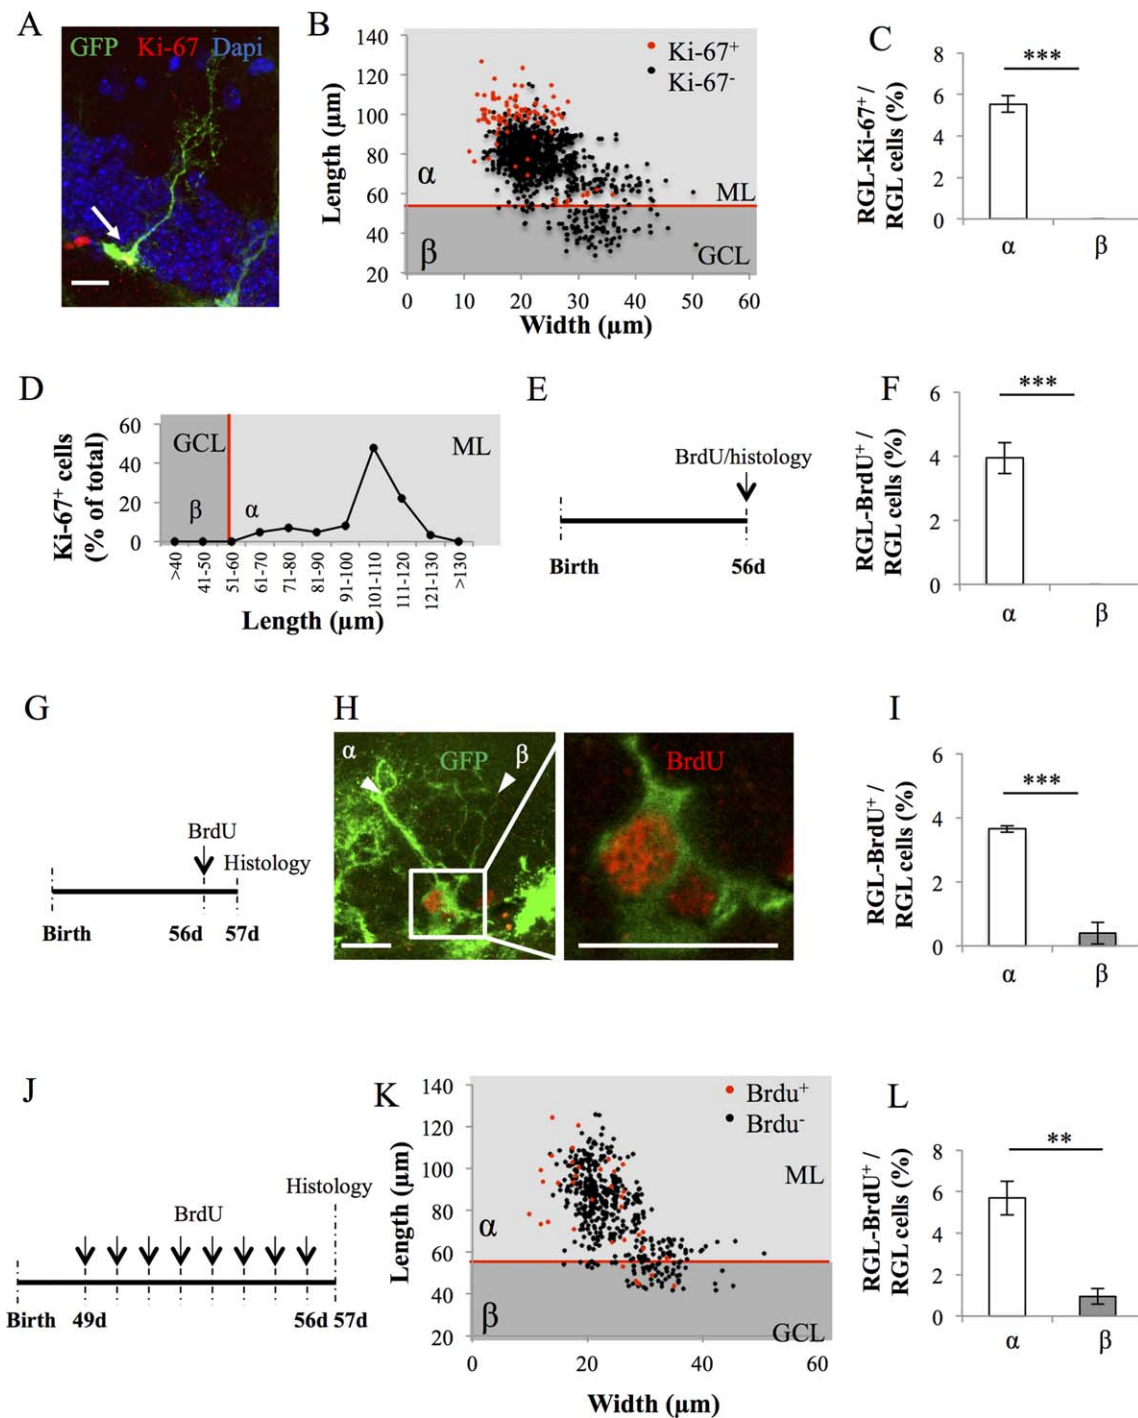 A
GFP Ki-67 Dapi
B
Length (µm)
140
120
100
80
60
40
20
Ki-67⁺
Ki-67⁻
α
β
ML
GCL
0 10 20 30 40 50 60
Width (µm)
C
RGL-Ki-67⁺ /
RGL cells (%)
8
6
4
2
0
***
α β
D
Ki-67⁺ cells
(% of total)
60
40
20
0
GCL
ML
β
α
>40
41-50
51-60
61-70
71-80
81-90
91-100
101-110
111-120
121-130
>130
Length (µm)
E
BrdU/histology
Birth 56d
F
RGL-BrdU⁺ /
RGL cells (%)
6
4
2
0
***
α β
G
BrdU
Histology
Birth 56d 57d
H
α
GFP
β
BrdU
I
RGL-BrdU⁺ /
RGL cells (%)
6
4
2
0
***
α β
J
Histology
BrdU
Birth 49d 56d 57d
K
Length (µm)
140
120
100
80
60
40
20
Brdu⁺
Brdu⁻
ML
α
β
GCL
0 20 40 60
Width (µm)
L
RGL-BrdU⁺ /
RGL cells (%)
8
6
4
2
0
**
α β